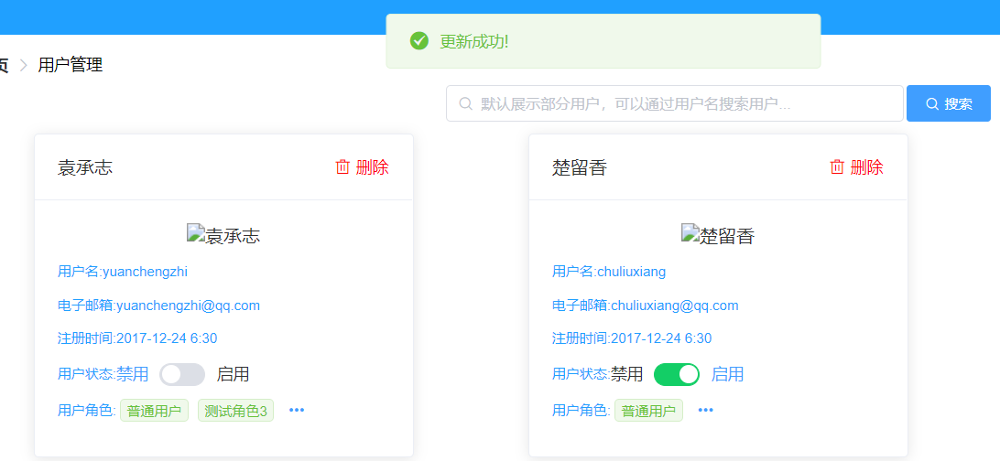 更新成功!
页 > 用户管理
默认展示部分用户，可以通过用户名搜索用户... 搜索
袁承志 删除
袁承志
用户名:yuanchengzhi
电子邮箱:yuanchengzhi@qq.com
注册时间:2017-12-24 6:30
用户状态:禁用 启用
用户角色: 普通用户 测试角色3 •••
楚留香 删除
楚留香
用户名:chuliuxiang
电子邮箱:chuliuxiang@qq.com
注册时间:2017-12-24 6:30
用户状态:禁用 启用
用户角色: 普通用户 •••